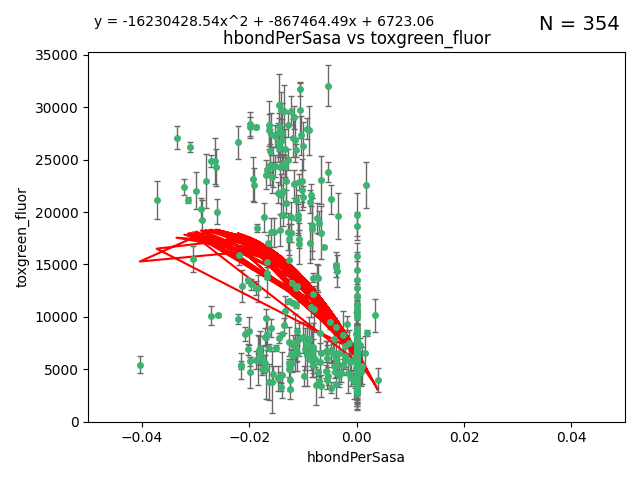 y = -16230428.54x^2 + -867464.49x + 6723.06
N = 354
hbondPerSasa vs toxgreen_fluor
35000
30000
25000
20000
15000
10000
5000
0
toxgreen_fluor
−0.04
−0.02
0.00
0.02
0.04
hbondPerSasa